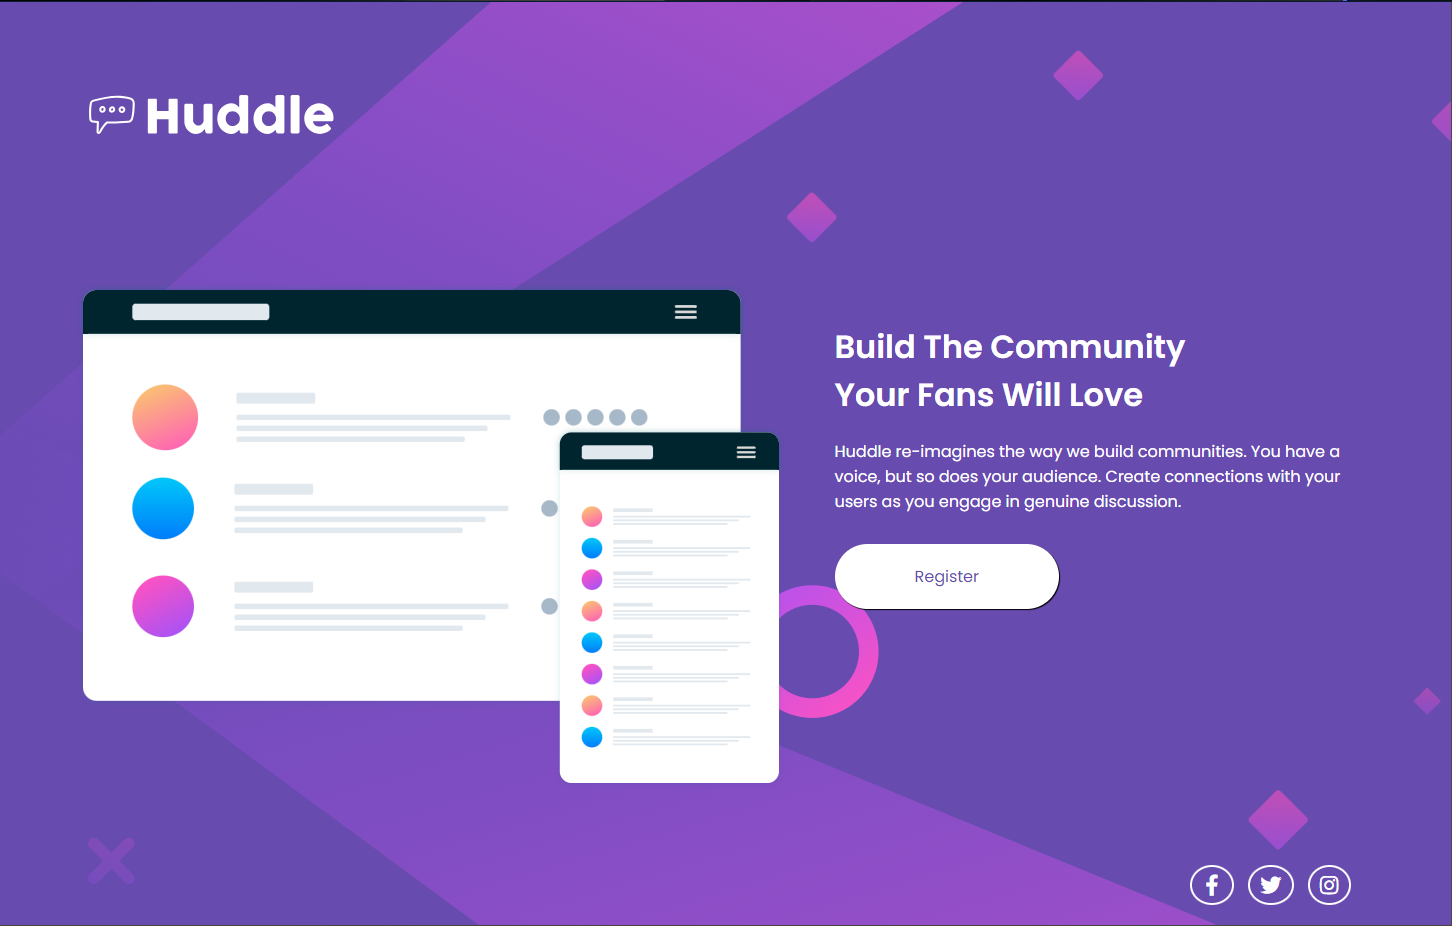 Huddle
Build The Community
Your Fans Will Love
Huddle re-imagines the way we build communities. You have a
voice, but so does your audience. Create connections with your
users as you engage in genuine discussion.
Register